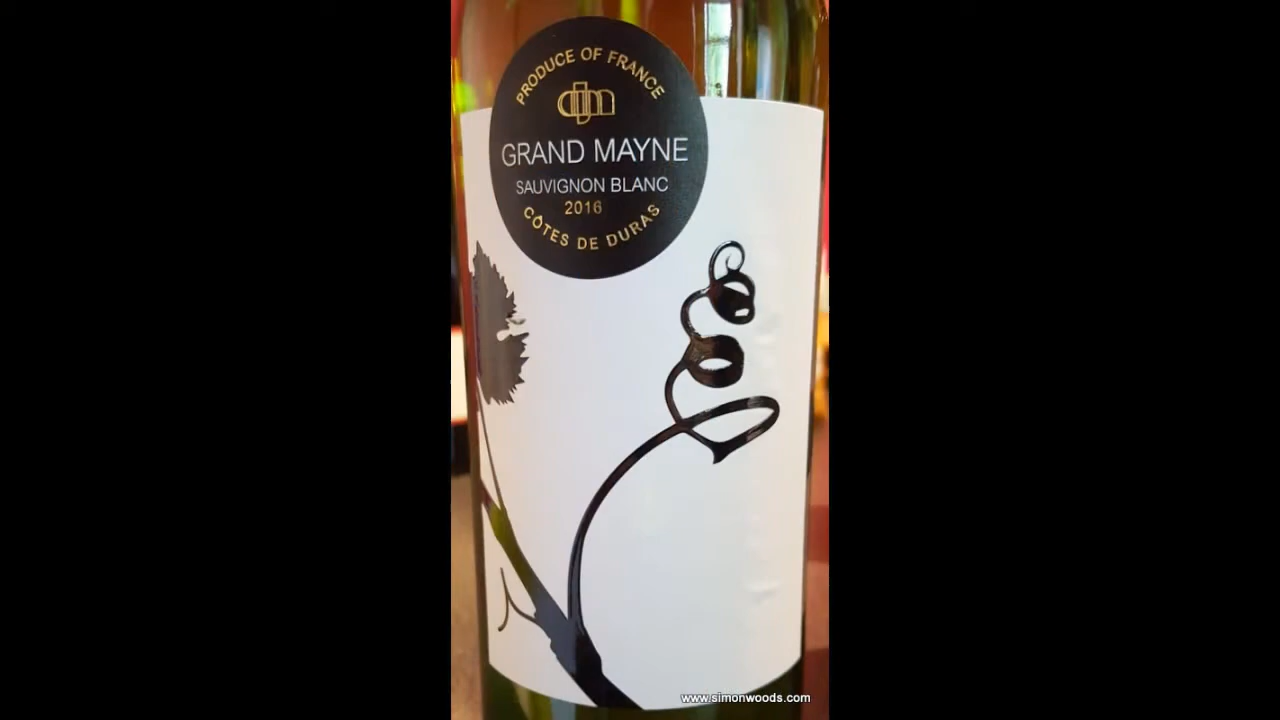 PRODUCE OF FRANCE
GRAND MAYNE
SAUVIGNON BLANC
2016
CÔTES DE DURAS
www.simonwoods.com